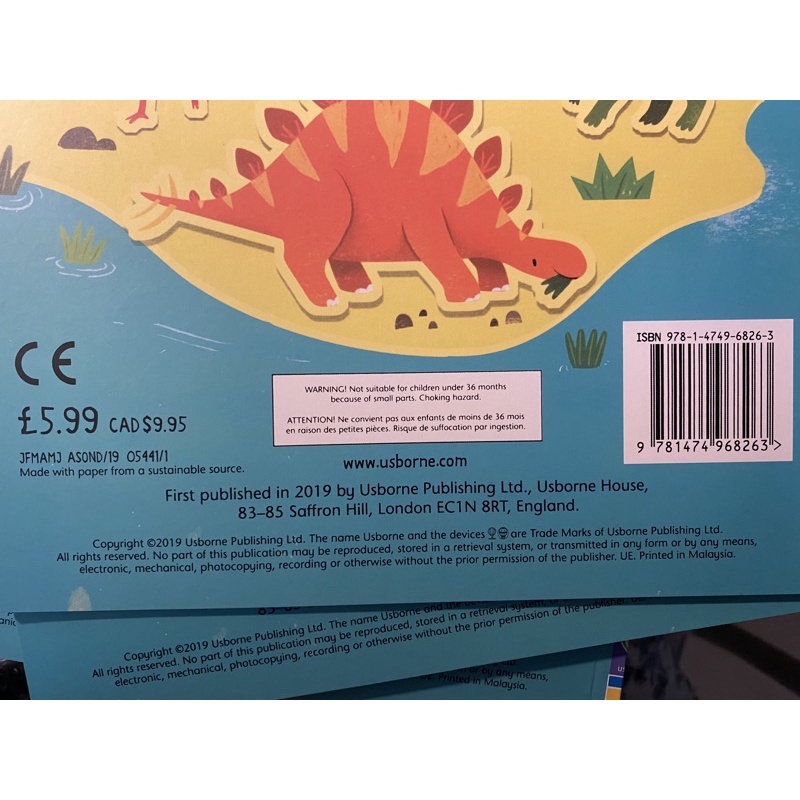 ISBN 978-1-4749-6826-3
9 781474 968263 >
CE
WARNING! Not suitable for children under 36 months
because of small parts. Choking hazard.
ATTENTION! Ne convient pas aux enfants de moins de 36 mois
en raison des petites pièces. Risque de suffocation par ingestion.
£5.99 CAD $9.95
JFMAMJ ASOND/19 05441/1
Made with paper from a sustainable source.
www.usborne.com
First published in 2019 by Usborne Publishing Ltd., Usborne House,
83–85 Saffron Hill, London EC1N 8RT, England.
Copyright ©2019 Usborne Publishing Ltd. The name Usborne and the devices are Trade Marks of Usborne Publishing Ltd.
All rights reserved. No part of this publication may be reproduced, stored in a retrieval system, or transmitted in any form or by any means,
electronic, mechanical, photocopying, recording or otherwise without the prior permission of the publisher. UE. Printed in Malaysia.
Copyright ©2019 Usborne Publishing Ltd. The name Usborne and the
All rights reserved. No part of this publication may be reproduced, stored in a retrieval system,
electronic, mechanical, photocopying, recording or otherwise without the prior permission of the publisher.
or by any means,
UE. Printed in Malaysia.